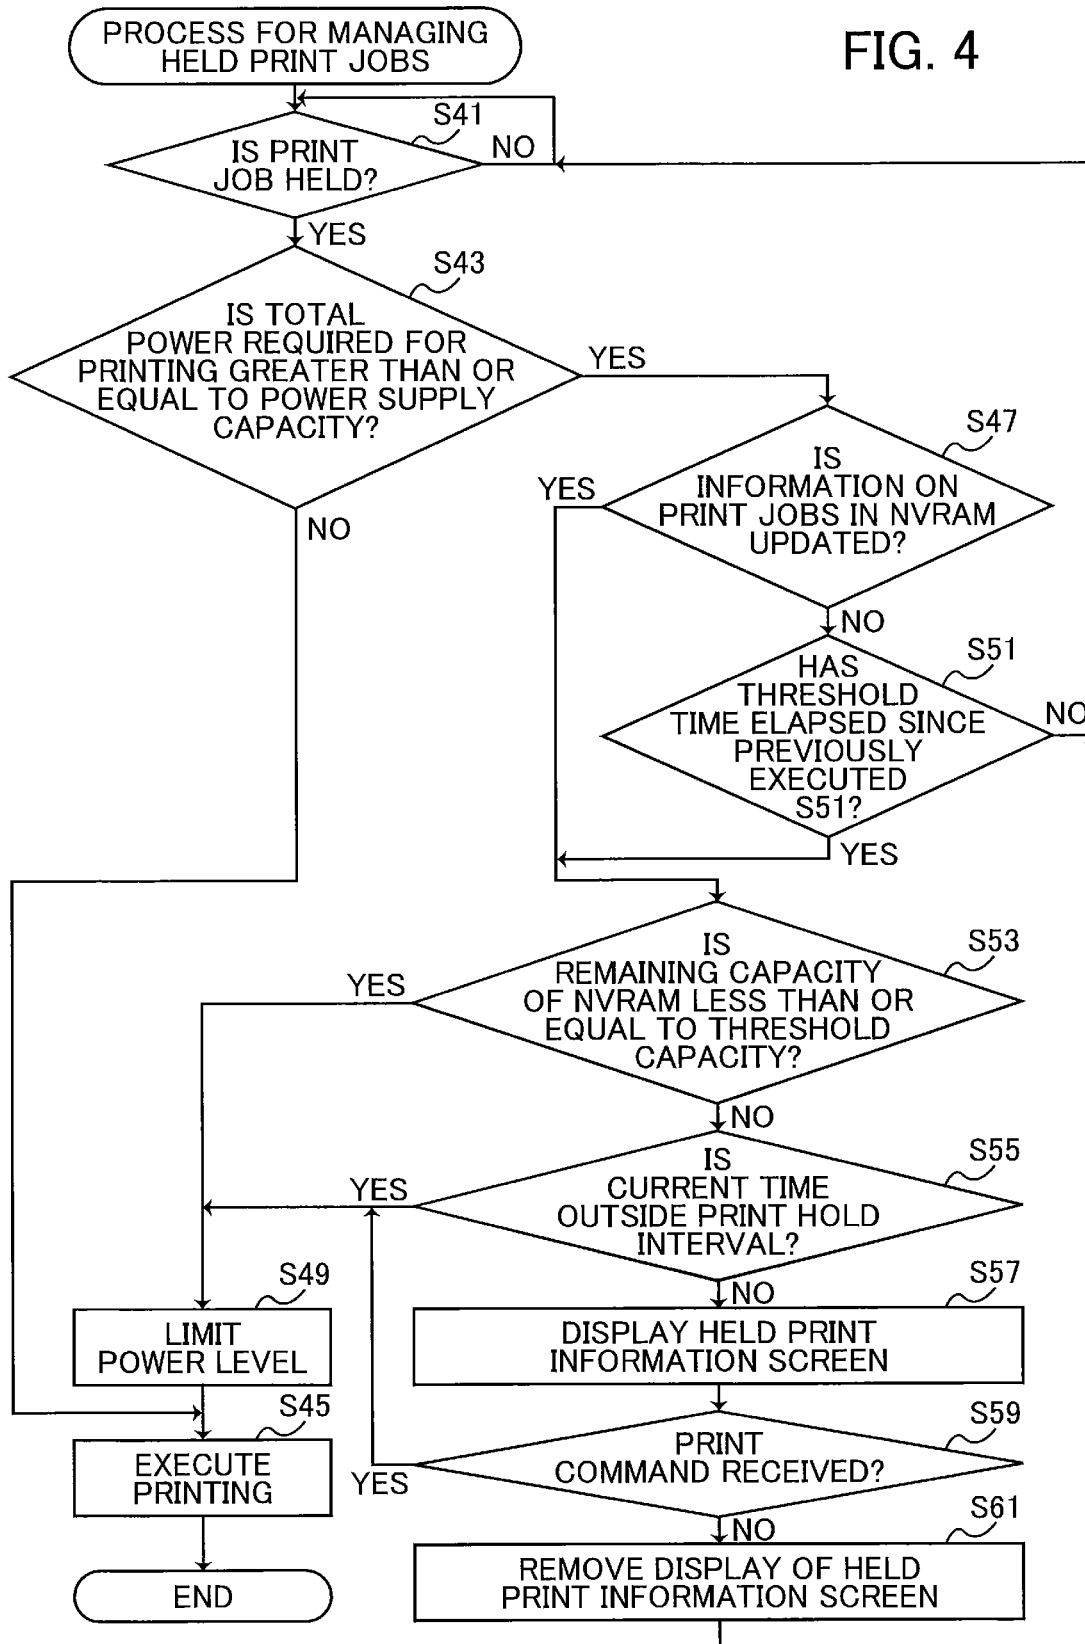 PROCESS FOR MANAGING
HELD PRINT JOBS
FIG. 4
S41
IS PRINT
JOB HELD?
NO
YES
S43
IS TOTAL
POWER REQUIRED FOR
PRINTING GREATER THAN OR
EQUAL TO POWER SUPPLY
CAPACITY?
YES
NO
S47
IS
INFORMATION ON
PRINT JOBS IN NVRAM
UPDATED?
YES
NO
S51
HAS
THRESHOLD
TIME ELAPSED SINCE
PREVIOUSLY
EXECUTED
S51?
NO
YES
S53
IS
REMAINING CAPACITY
OF NVRAM LESS THAN OR
EQUAL TO THRESHOLD
CAPACITY?
YES
NO
S55
IS
CURRENT TIME
OUTSIDE PRINT HOLD
INTERVAL?
YES
NO
S57
DISPLAY HELD PRINT
INFORMATION SCREEN
S49
LIMIT
POWER LEVEL
S59
PRINT
COMMAND RECEIVED?
YES
NO
S45
EXECUTE
PRINTING
S61
REMOVE DISPLAY OF HELD
PRINT INFORMATION SCREEN
END